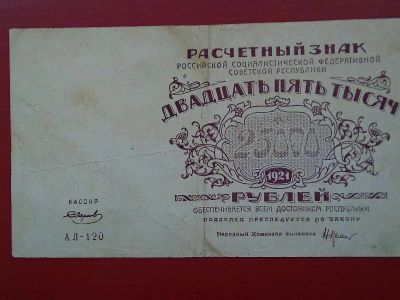 РАСЧЕТНЫЙ ЗНАК
РОССИЙСКОЙ СОЦИАЛИСТИЧЕСКОЙ ФЕДЕРАТИВНОЙ
СОВЕТСКОЙ РЕСПУБЛИКИ
ДВАДЦАТЬ ПЯТЬ ТЫСЯЧ
25000
1921
РУБЛЕЙ
ОБЕСПЕЧИВАЕТСЯ ВСЕМ ДОСТОЯНИЕМ РЕСПУБЛИКИ
ПОДДЕЛКА ПРЕСЛЕДУЕТСЯ ПО ЗАКОНУ
Народный Комиссар Финансов
КАССИР
АЛ-120